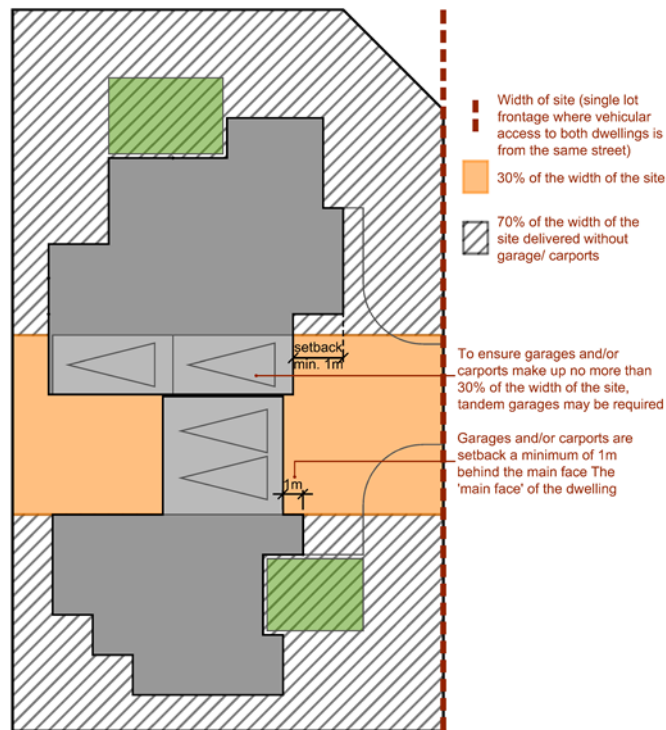 Width of site (single lot
frontage where vehicular
access to both dwellings is
from the same street)
30% of the width of the site
70% of the width of the
site delivered without
garage/ carports
setback
min. 1m
To ensure garages and/or
carports make up no more than
30% of the width of the site,
tandem garages may be required
Garages and/or carports are
setback a minimum of 1m
behind the main face The
'main face' of the dwelling
1m